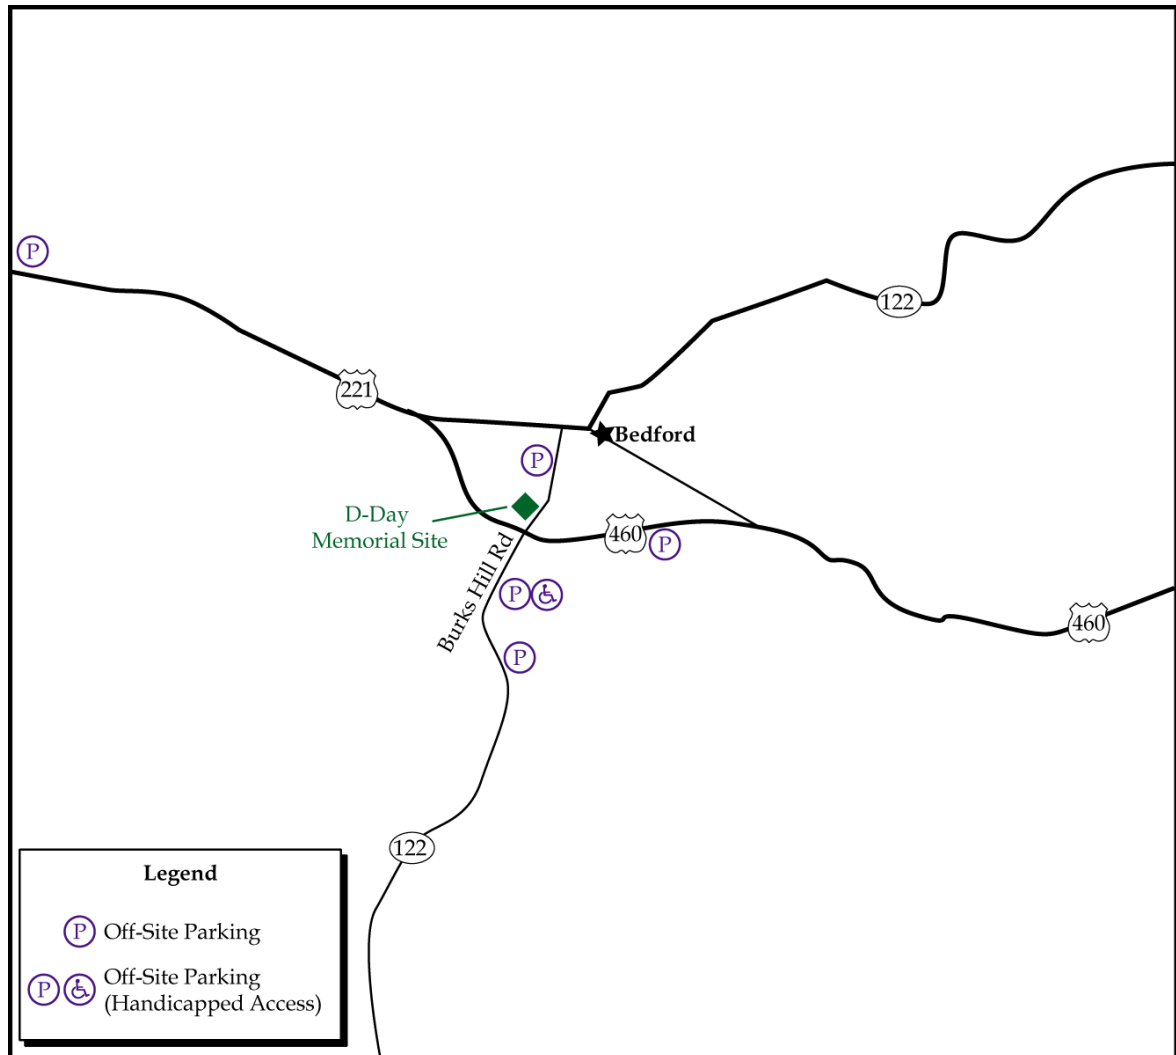 P
122
221
Bedford
P
D-Day
Memorial Site
460
P
Burks Hill Rd
P
460
P
122
Legend
P Off-Site Parking
P Off-Site Parking
(Handicapped Access)